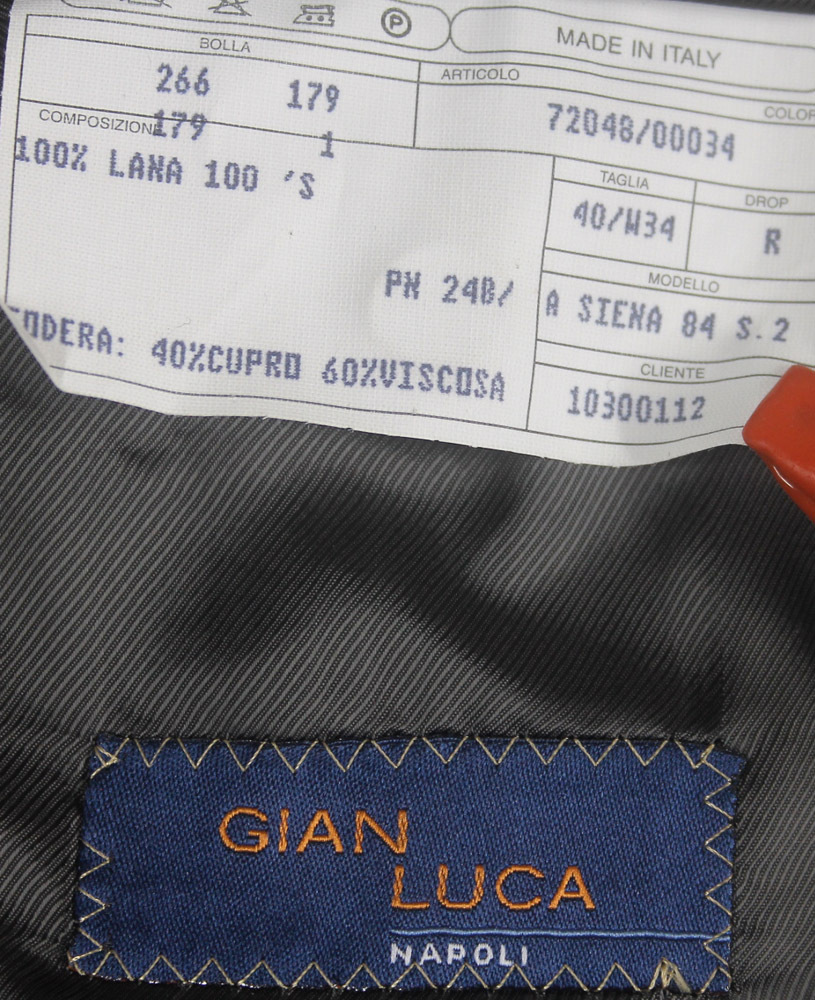 P
MADE IN ITALY
BOLLA
266 179
179 1
ARTICOLO
COLOR
72048/00034
COMPOSIZIONE
100% LANA 100 'S
TAGLIA
DROP
40/W34
R
PN 24B/
MODELLO
A SIENA 84 S.2
FODERA: 40%CUPRO 60%VISCOSA
CLIENTE
10300112
GIAN
LUCA
NAPOLI